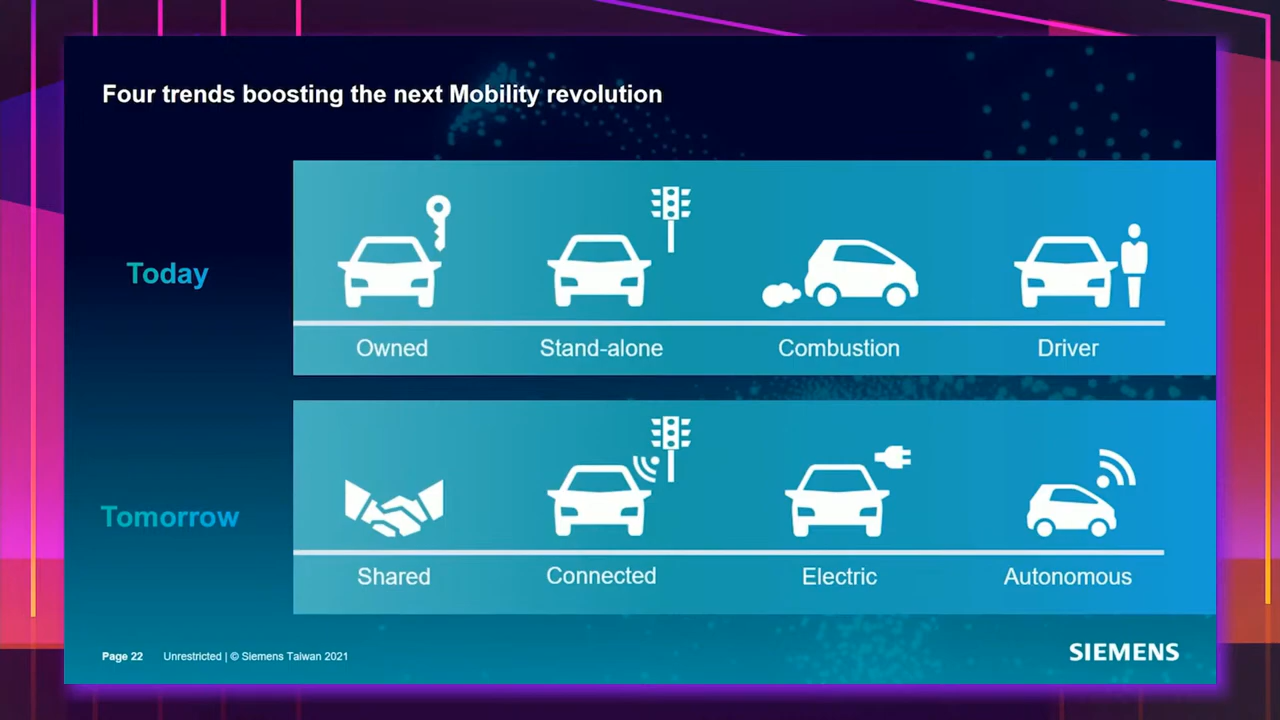 Four trends boosting the next Mobility revolution
Today
Owned
Stand-alone
Combustion
Driver
Tomorrow
Shared
Connected
Electric
Autonomous
Page 22
Unrestricted | © Siemens Taiwan 2021
SIEMENS